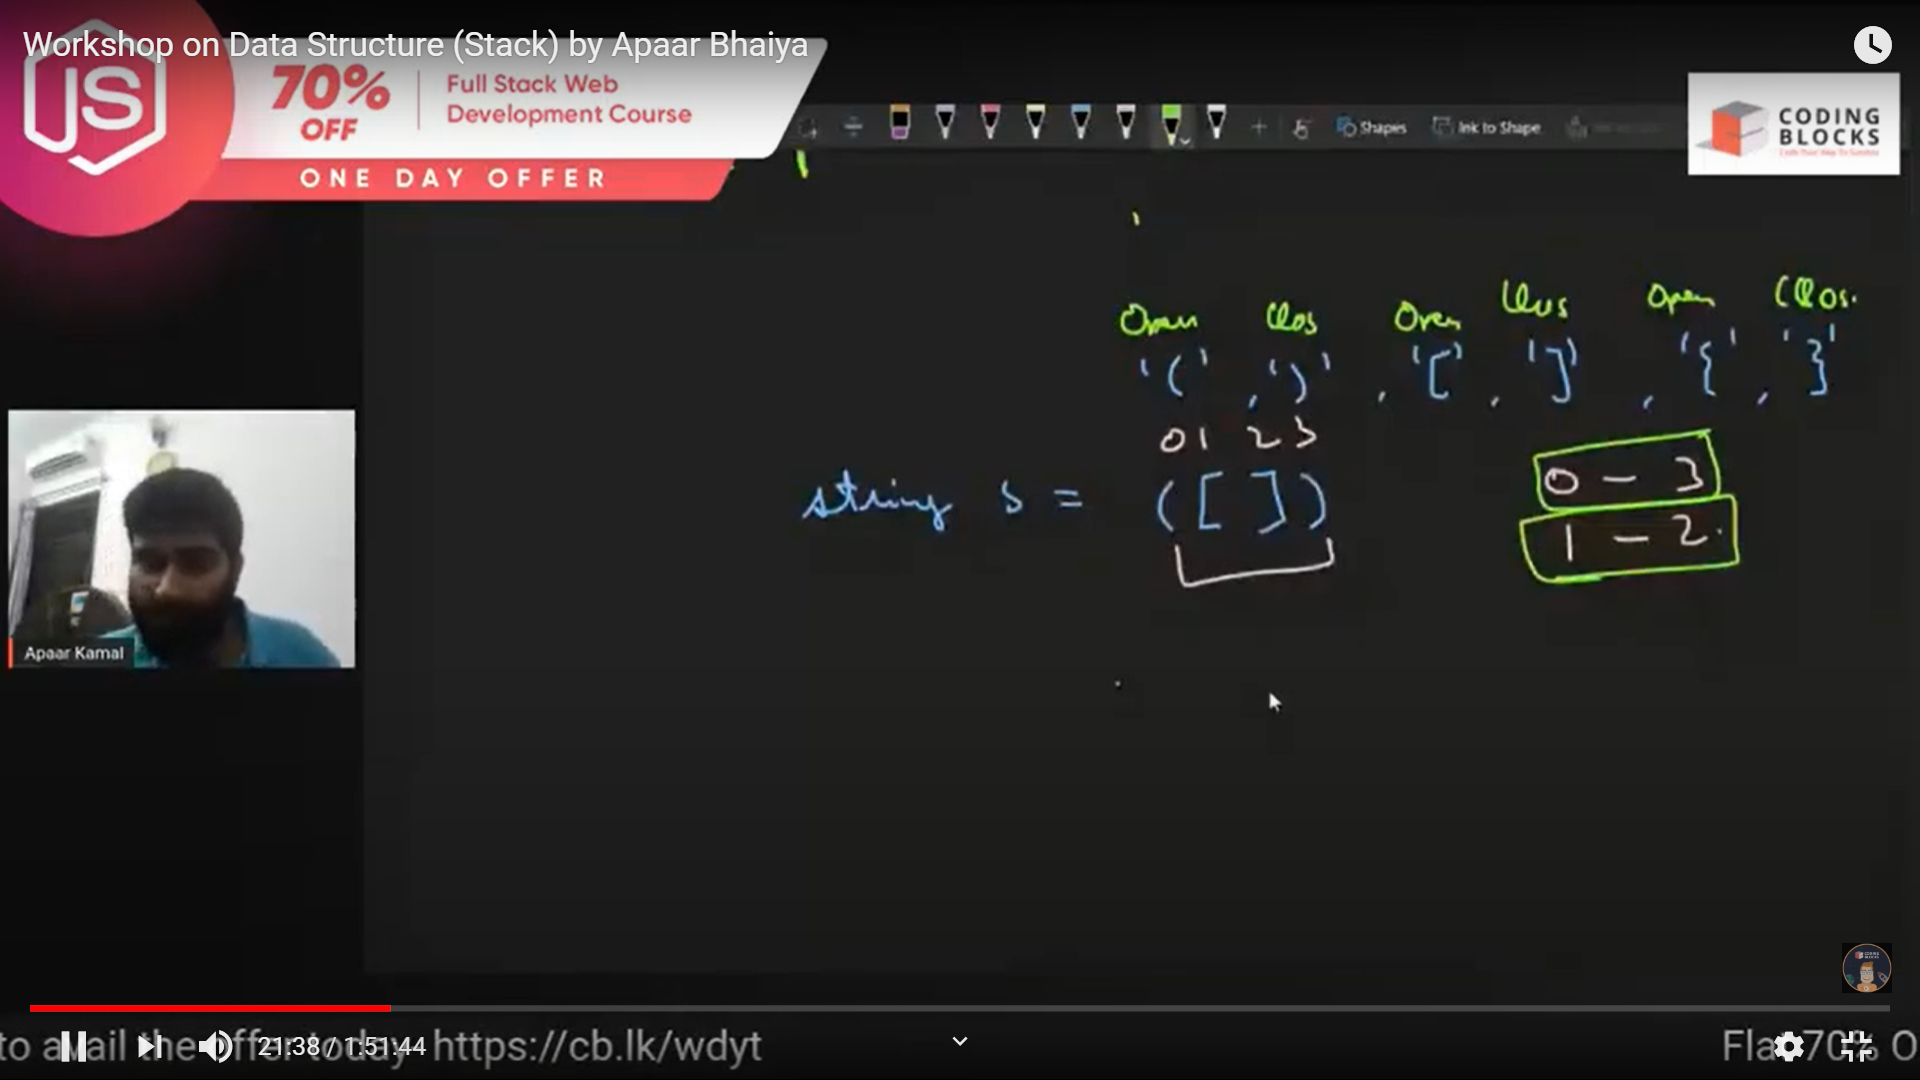 Workshop on Data Structure (Stack) by Apaar Bhaiya
JS
70% OFF
Full Stack Web
Development Course
ONE DAY OFFER
Shapes Ink to Shape
CODING
BLOCKS
Open Clos Open Clos Open Clos.
'(' , ')' , '[' , ']' , '{' , '}'
0 1 2 3
string s = ( [ ] )
0 - 3
1 - 2.
Apaar Kamal
to avail the offer today https://cb.lk/wdyt
21:38 / 1:51:44
Fla 70% O